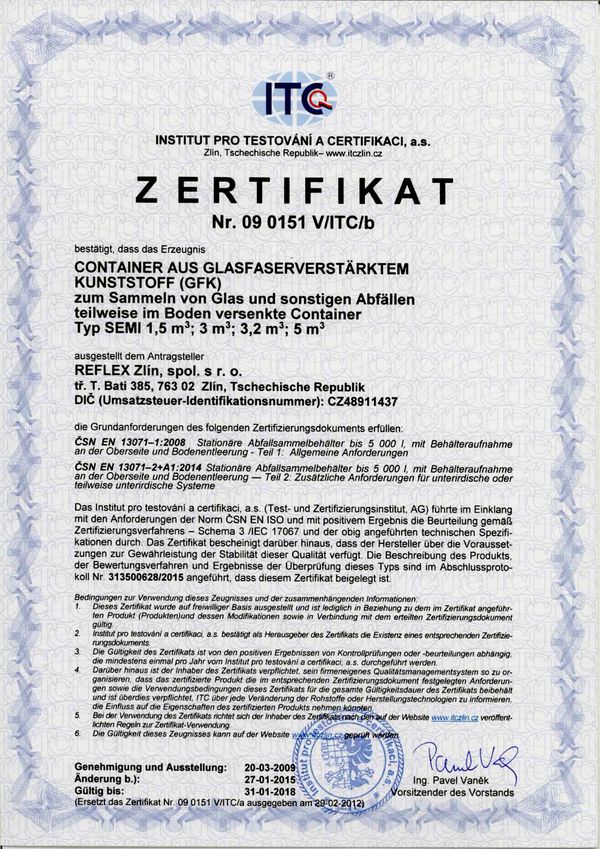 ITC ®
INSTITUT PRO TESTOVÁNÍ A CERTIFIKACI, a.s.
Zlín, Tschechische Republik– www.itczlin.cz
ZERTIFIKAT
Nr. 09 0151 V/ITC/b
bestätigt, dass das Erzeugnis
CONTAINER AUS GLASFASERVERSTÄRKTEM
KUNSTSTOFF (GFK)
zum Sammeln von Glas und sonstigen Abfällen
teilweise im Boden versenkte Container
Typ SEMI 1,5 m³; 3 m³; 3,2 m³; 5 m³
ausgestellt dem Antragsteller
REFLEX Zlín, spol. s r. o.
tř. T. Bati 385, 763 02 Zlín, Tschechische Republik
DIČ (Umsatzsteuer-Identifikationsnummer): CZ48911437
die Grundanforderungen des folgenden Zertifizierungsdokuments erfüllen:
ČSN EN 13071–1:2008 Stationäre Abfallsammelbehälter bis 5 000 l, mit Behälteraufnahme
an der Oberseite und Bodenentleerung - Teil 1: Allgemeine Anforderungen
ČSN EN 13071–2+A1:2014 Stationäre Abfallsammelbehälter bis 5 000 l, mit Behälteraufnahme
an der Oberseite und Bodenentleerung — Teil 2: Zusätzliche Anforderungen für unterirdische oder
teilweise unterirdische Systeme
Das Institut pro testování a certifikaci, a.s. (Test- und Zertifizierungsinstitut, AG) führte im Einklang
mit den Anforderungen der Norm ČSN EN ISO und mit positivem Ergebnis die Beurteilung gemäß
Zertifizierungsverfahrens – Schema 3 /IEC 17067 und der obig angeführten technischen Spezifi-
kationen durch. Das Zertifikat bescheinigt darüber hinaus, dass der Hersteller über die Vorausset-
zungen zur Gewährleistung der Stabilität dieser Qualität verfügt. Die Beschreibung des Produkts,
der Bewertungsverfahren und Ergebnisse der Überprüfung dieses Typs sind im Abschlussproto-
koll Nr. 313500628/2015 angeführt, dass diesem Zertifikat beigelegt ist.
Bedingungen zur Verwendung dieses Zeugnisses und der zusammenhängenden Informationen:
1. Dieses Zertifikat wurde auf freiwilliger Basis ausgestellt und ist lediglich in Beziehung zu dem im Zertifikat angeführ-
ten Produkt (Produkten)und dessen Modifikationen sowie in Verbindung mit dem erteilten Zertifizierungsdokument
gültig.
2. Institut pro testování a certifikaci, a.s. bestätigt als Herausgeber des Zertifikats die Existenz eines entsprechenden Zertifizie-
rungsdokuments.
3. Die Gültigkeit des Zertifikats ist von den positiven Ergebnissen von Kontrollprüfungen oder -beurteilungen abhängig,
die mindestens einmal pro Jahr vom Institut pro testování a certifikaci, a.s. durchgeführt werden.
4. Darüber hinaus ist der Inhaber des Zertifikats verpflichtet, sein firmeneigenes Qualitätsmanagementsystem so zu or-
ganisieren, dass das zertifizierte Produkt die im entsprechenden Zertifizierungsdokument festgelegten Anforderun-
gen sowie die Verwendungsbedingungen dieses Zertifikats für die gesamte Gültigkeitsdauer des Zertifikats beibehält
und ist überdies verpflichtet, ITC über jede Veränderung der Rohstoffe oder Herstellungstechnologien zu informieren,
die Einfluss auf die Eigenschaften des zertifizierten Produkts nehmen könnten.
5. Bei der Verwendung des Zertifikats richtet sich der Inhaber des Zertifikats nach den auf der Website www.itczlin.cz veröffent-
lichten Regeln zur Zertifikat-Verwendung.
6. Die Gültigkeit dieses Zeugnisses kann auf der Website www.itczlin.cz geprüft werden.
Genehmigung und Ausstellung: 20-03-2009
Änderung b.): 27-01-2015
Gültig bis: 31-01-2018
(Ersetzt das Zertifikat Nr. 09 0151 V/ITC/a ausgegeben am 29-02-2012)
Ing. Pavel Vaněk
Vorsitzender des Vorstands